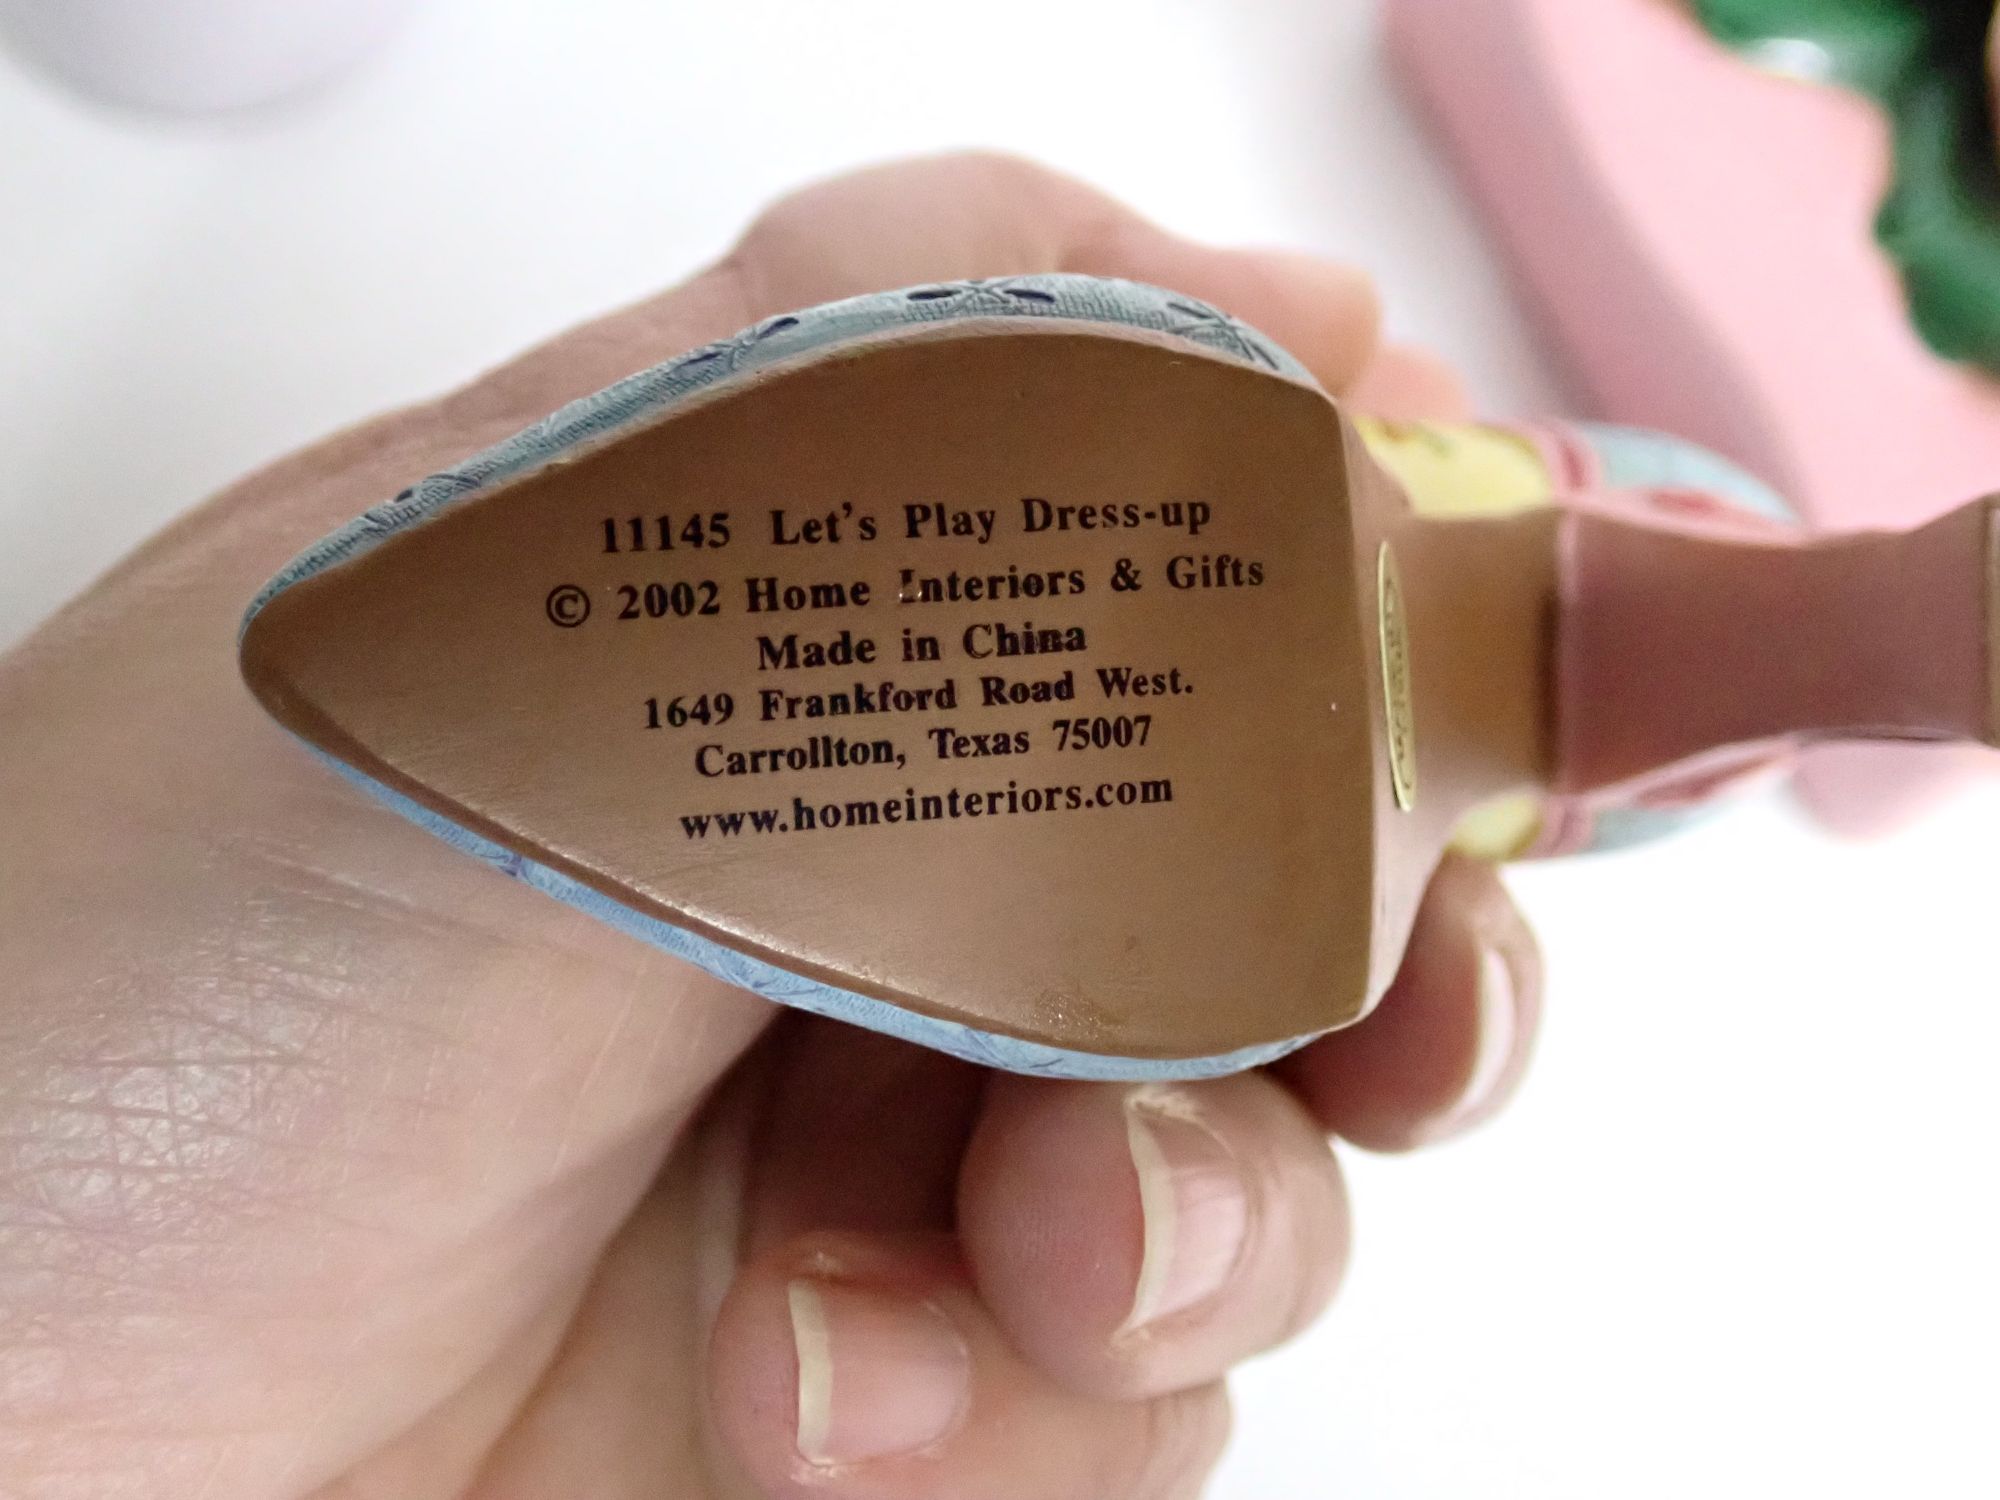 11145 Let's Play Dress-up
© 2002 Home Interiors & Gifts
Made in China
1649 Frankford Road West.
Carrollton, Texas 75007
www.homeinteriors.com